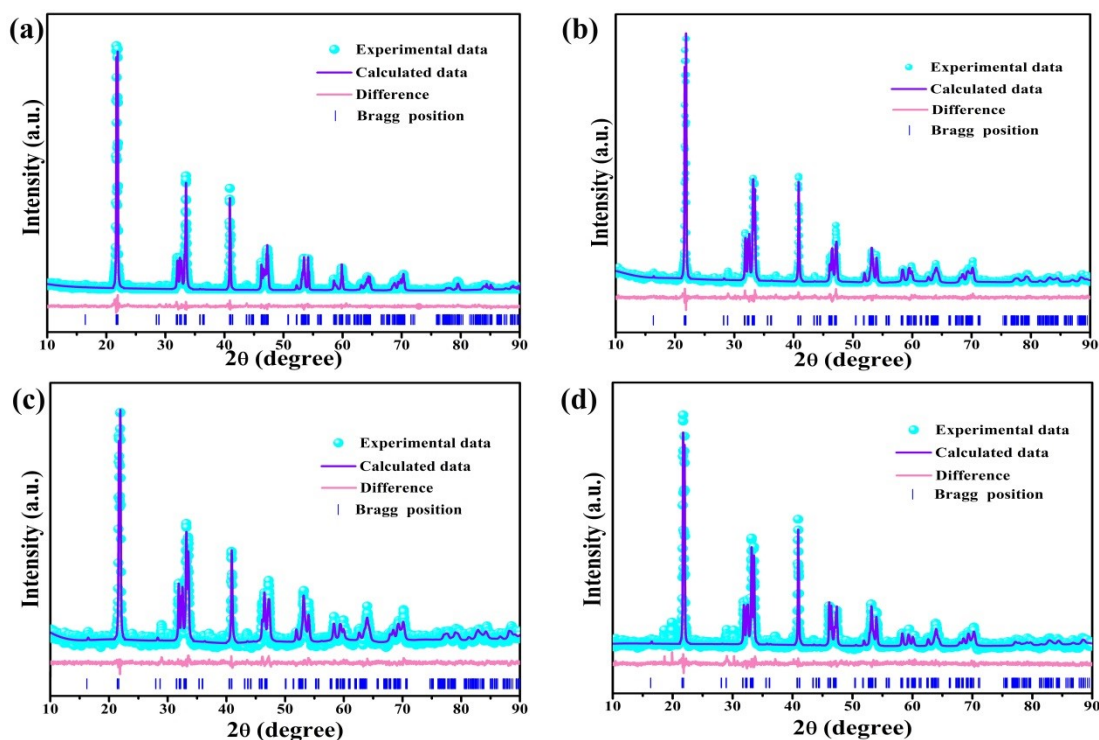 (a)
Experimental data
Calculated data
Difference
Bragg position
Intensity (a.u.)
10 20 30 40 50 60 70 80 90
2θ (degree)
(b)
Experimental data
Calculated data
Difference
Bragg position
Intensity (a.u.)
10 20 30 40 50 60 70 80 90
2θ (degree)
(c)
Experimental data
Calculated data
Difference
Bragg position
Intensity (a.u.)
10 20 30 40 50 60 70 80 90
2θ (degree)
(d)
Experimental data
Calculated data
Difference
Bragg position
Intensity (a.u.)
10 20 30 40 50 60 70 80 90
2θ (degree)